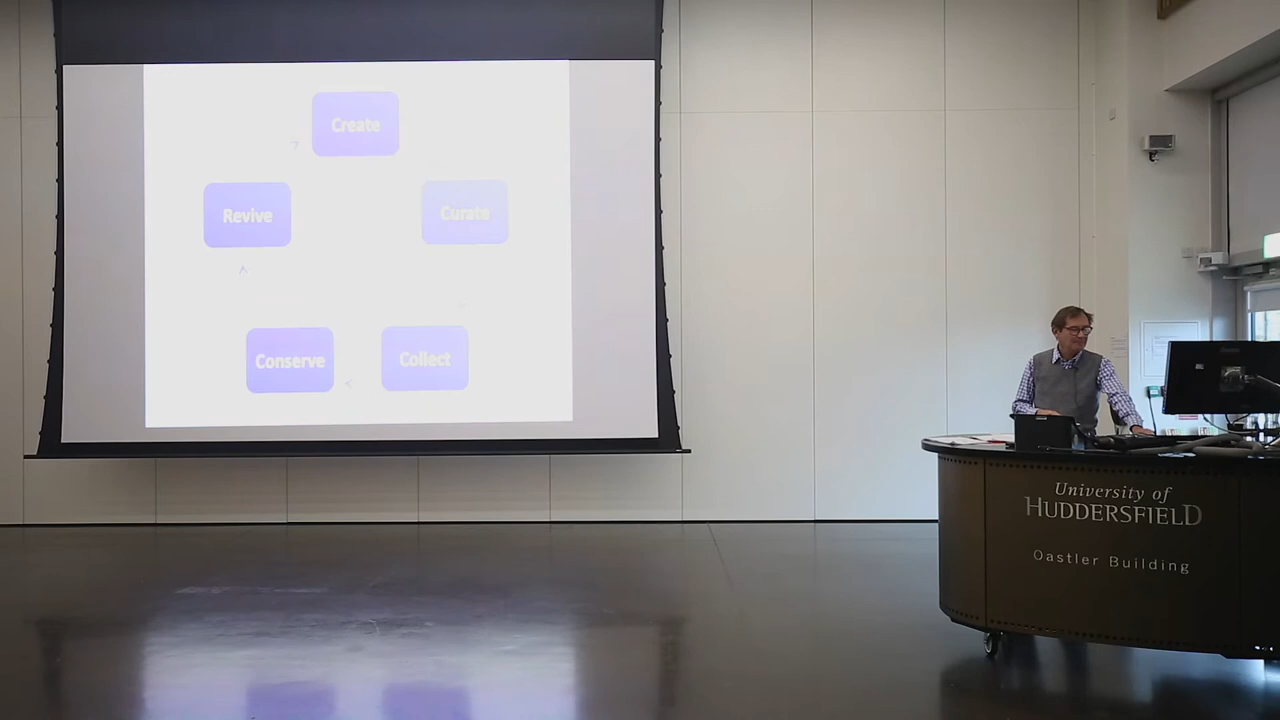 Create
Revive
Curate
Conserve
Collect
University of
HUDDERSFIELD
Oastler Building